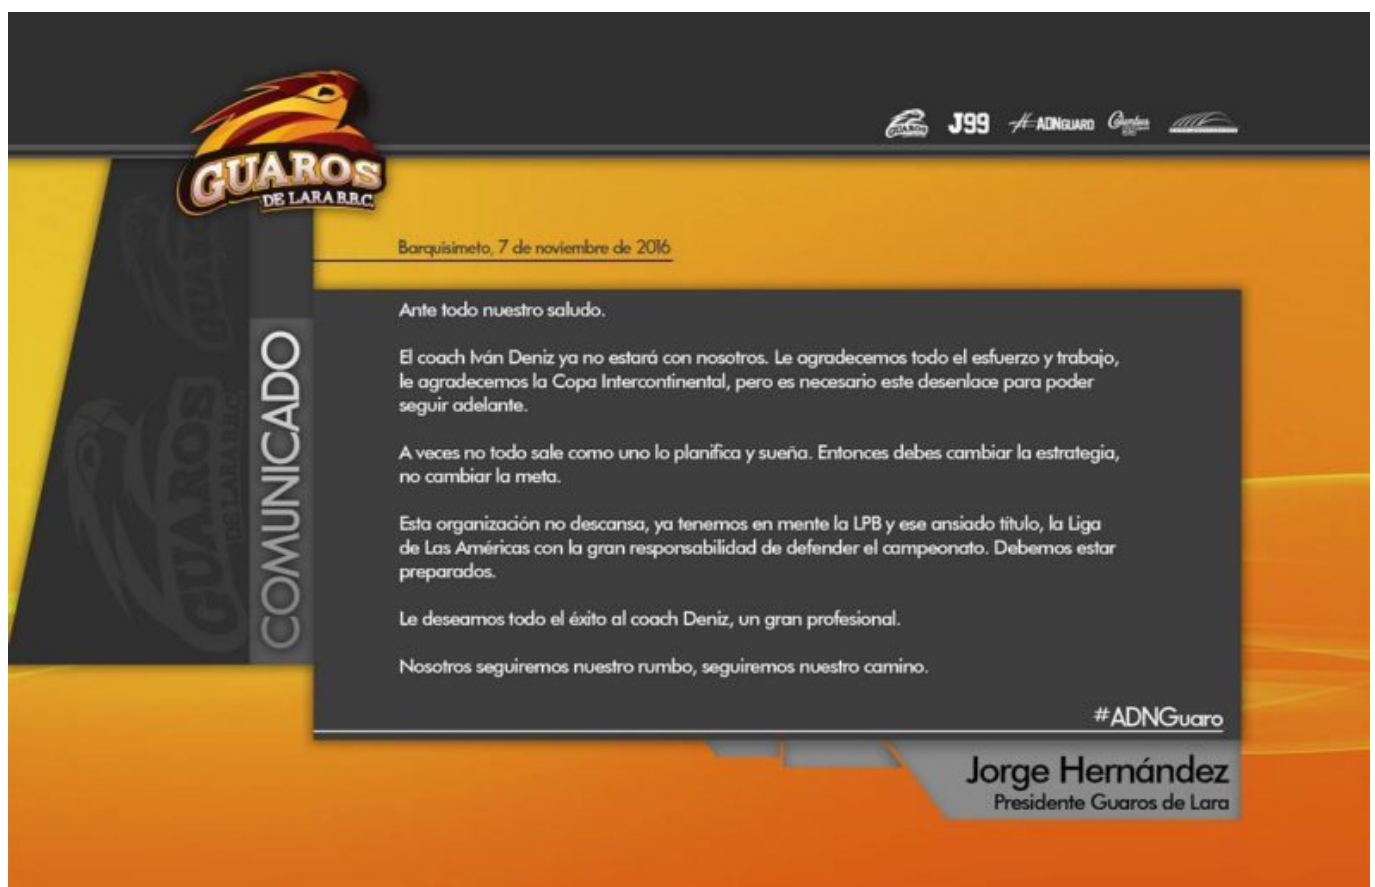 GUAROS
DE LARA B.B.C.
GUAROS
J99
#ADNGUARO
Barquisimeto, 7 de noviembre de 2016
COMUNICADO
Ante todo nuestro saludo.
El coach Iván Deniz ya no estará con nosotros. Le agradecemos todo el esfuerzo y trabajo,
le agradecemos la Copa Intercontinental, pero es necesario este desenlace para poder
seguir adelante.
A veces no todo sale como uno lo planifica y sueña. Entonces debes cambiar la estrategia,
no cambiar la meta.
Esta organización no descansa, ya tenemos en mente la LPB y ese ansiado título, la Liga
de Las Américas con la gran responsabilidad de defender el campeonato. Debemos estar
preparados.
Le deseamos todo el éxito al coach Deniz, un gran profesional.
Nosotros seguiremos nuestro rumbo, seguiremos nuestro camino.
#ADNGuaro
Jorge Hernández
Presidente Guaros de Lara
GUAROS
GUAROS
DE LARA B.B.C.